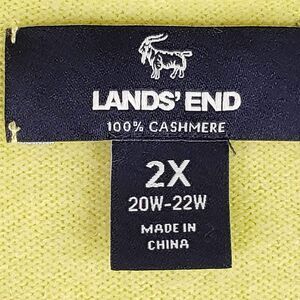 LANDS' END
100% CASHMERE
2X
20W-22W
MADE IN
CHINA